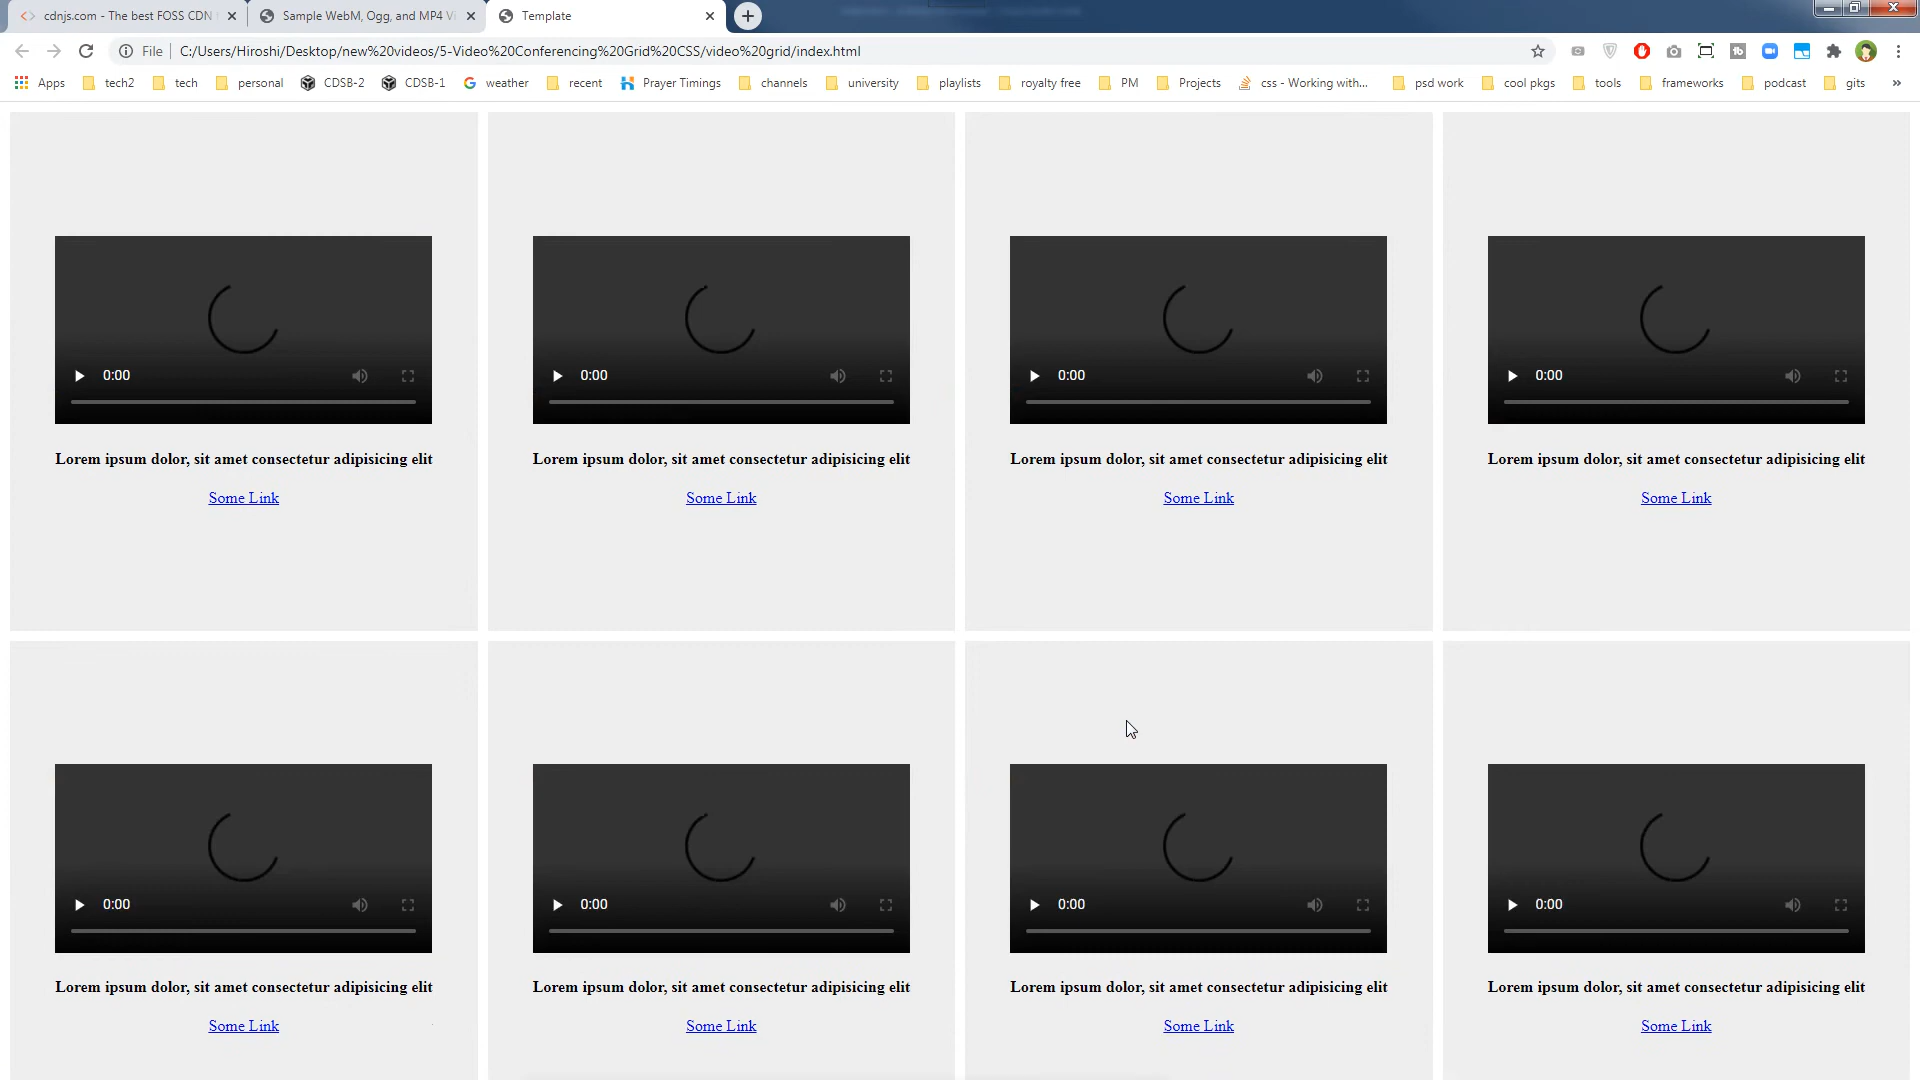 cdnjs.com - The best FOSS CDN
Sample WebM, Ogg, and MP4 Vi
Template
File
C:/Users/Hiroshi/Desktop/new%20videos/5-Video%20Conferencing%20Grid%20CSS/video%20grid/index.html
Apps tech2 tech personal CDSB-2 CDSB-1 weather recent Prayer Timings channels university playlists royalty free PM Projects css - Working with... psd work cool pkgs tools frameworks podcast gits »
0:00 0:00 0:00 0:00
Lorem ipsum dolor, sit amet consectetur adipisicing elit Lorem ipsum dolor, sit amet consectetur adipisicing elit Lorem ipsum dolor, sit amet consectetur adipisicing elit Lorem ipsum dolor, sit amet consectetur adipisicing elit
Some Link Some Link Some Link Some Link
0:00 0:00 0:00 0:00
Lorem ipsum dolor, sit amet consectetur adipisicing elit Lorem ipsum dolor, sit amet consectetur adipisicing elit Lorem ipsum dolor, sit amet consectetur adipisicing elit Lorem ipsum dolor, sit amet consectetur adipisicing elit
Some Link Some Link Some Link Some Link